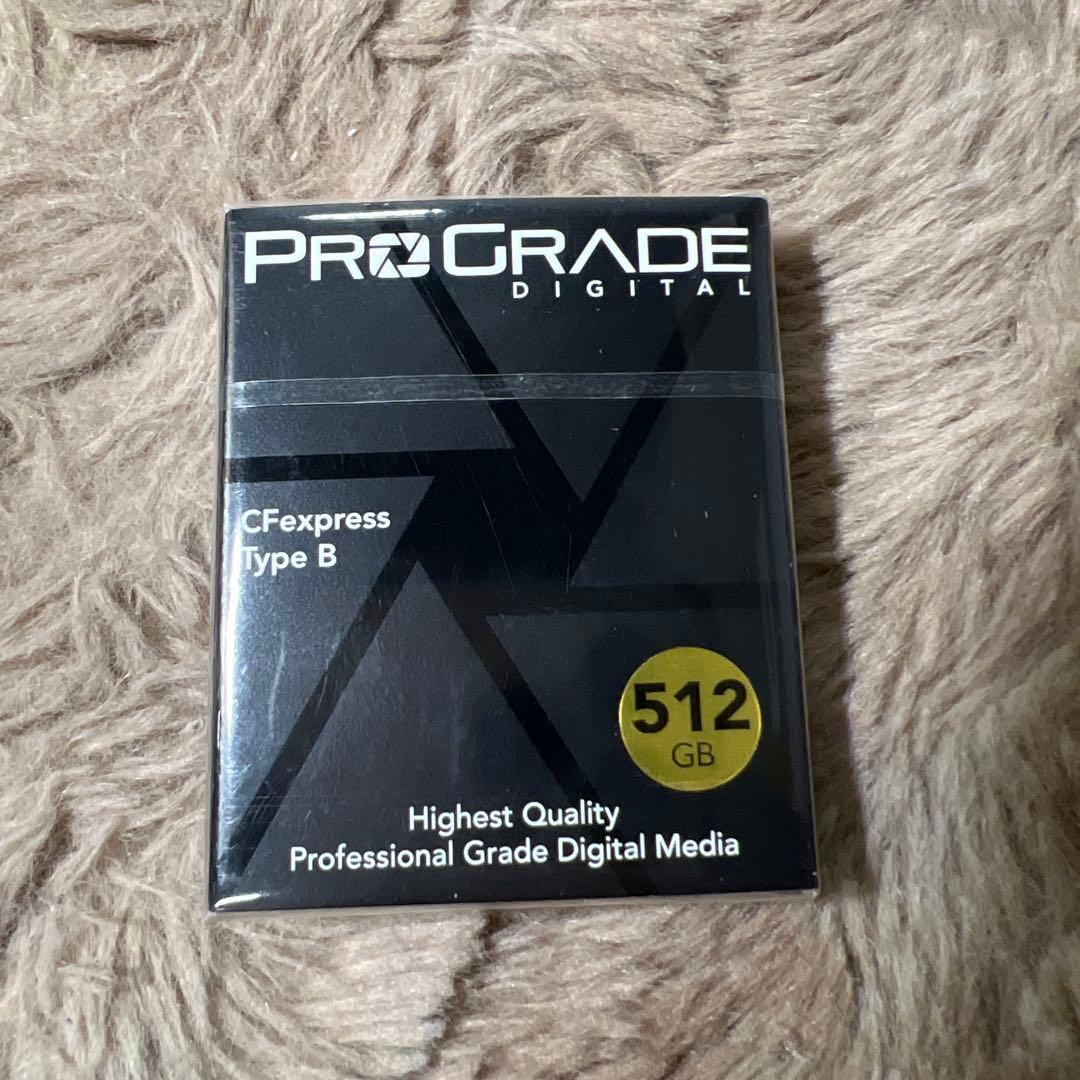 PROGRADE
DIGITAL
CFexpress
Type B
512
GB
Highest Quality
Professional Grade Digital Media